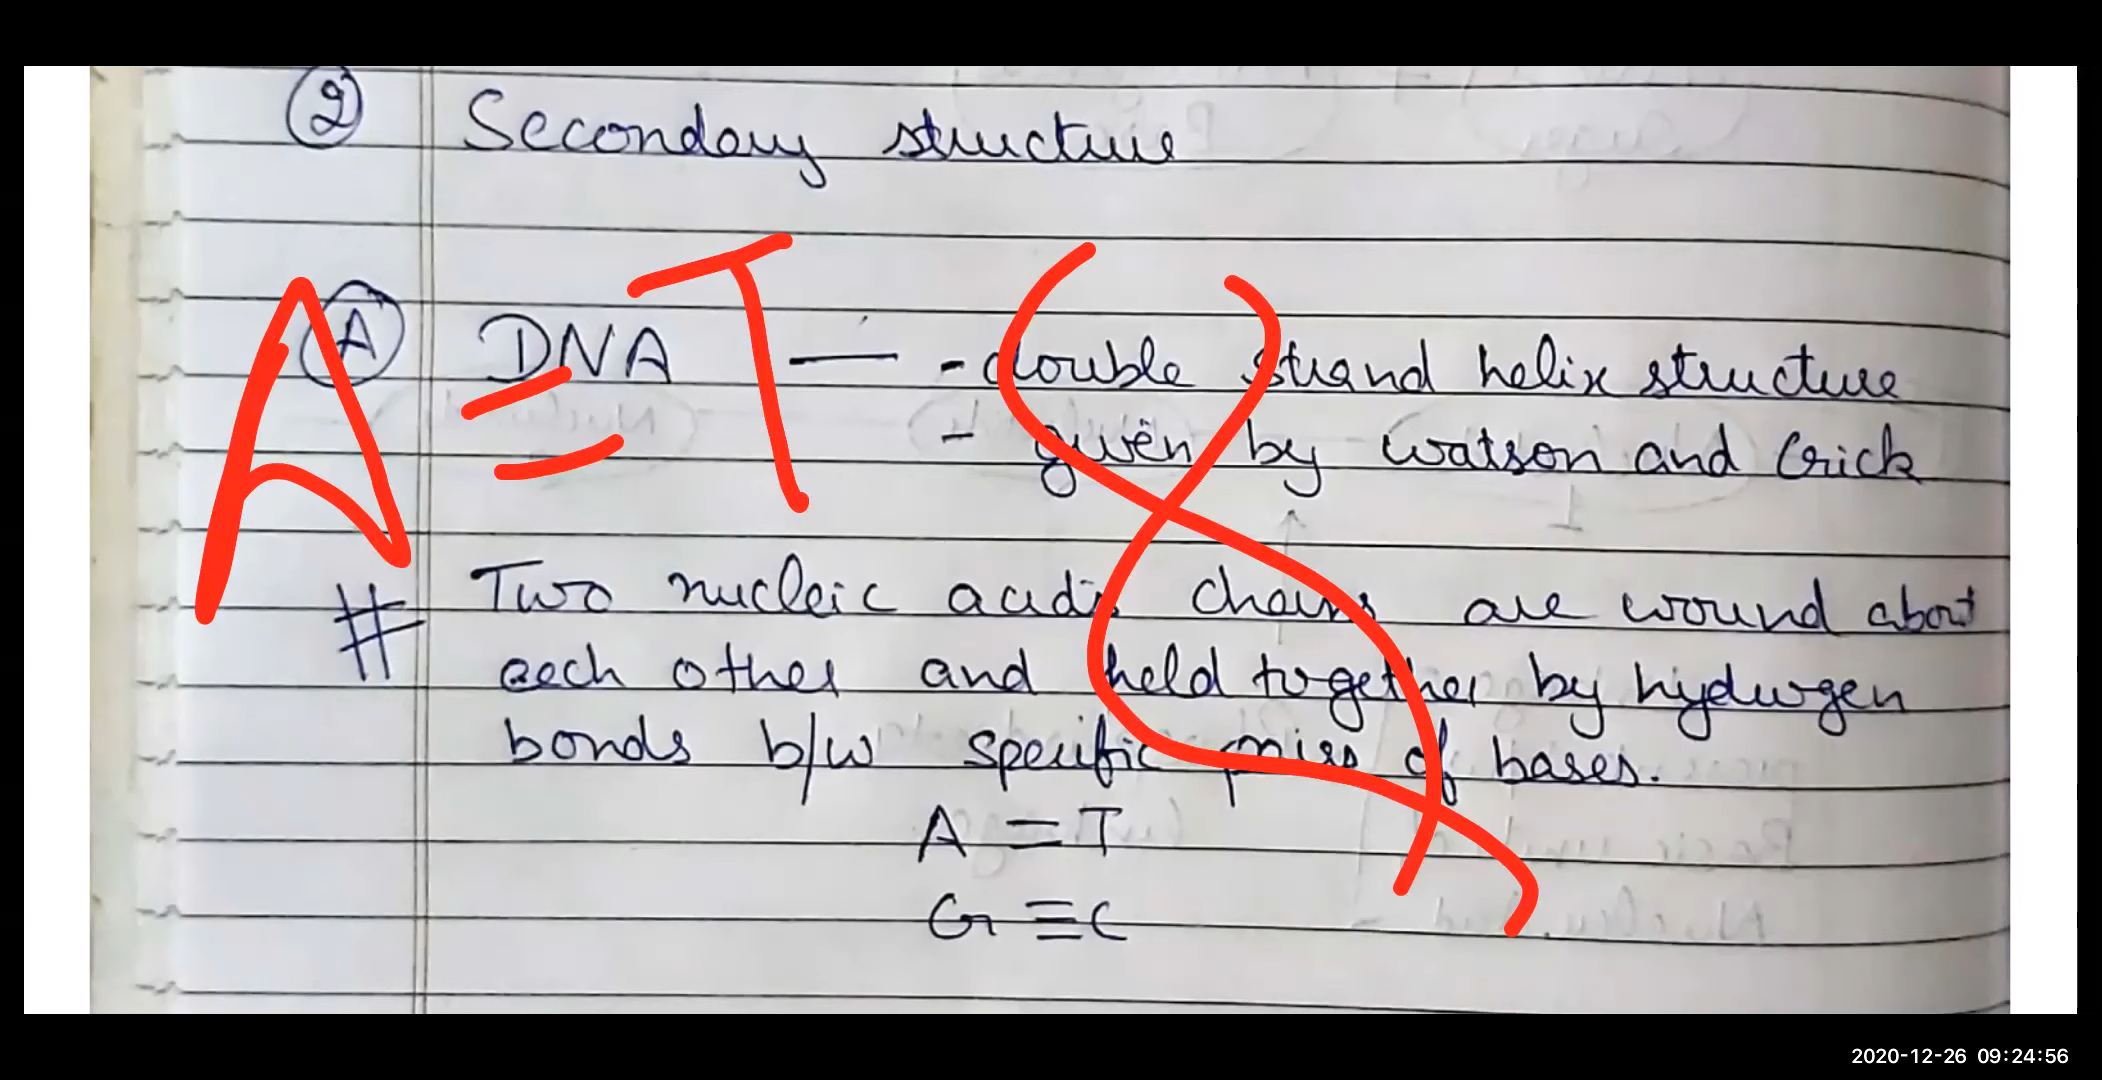 ② Secondary structure
Ⓐ DNA — - double strand helix structure
- given by watson and Crick
A = T
# Two nucleic acids chains are wound about
each other and held together by hydrogen
bonds b/w specific pairs of bases.
A = T
G ≡ C
2020-12-26 09:24:56